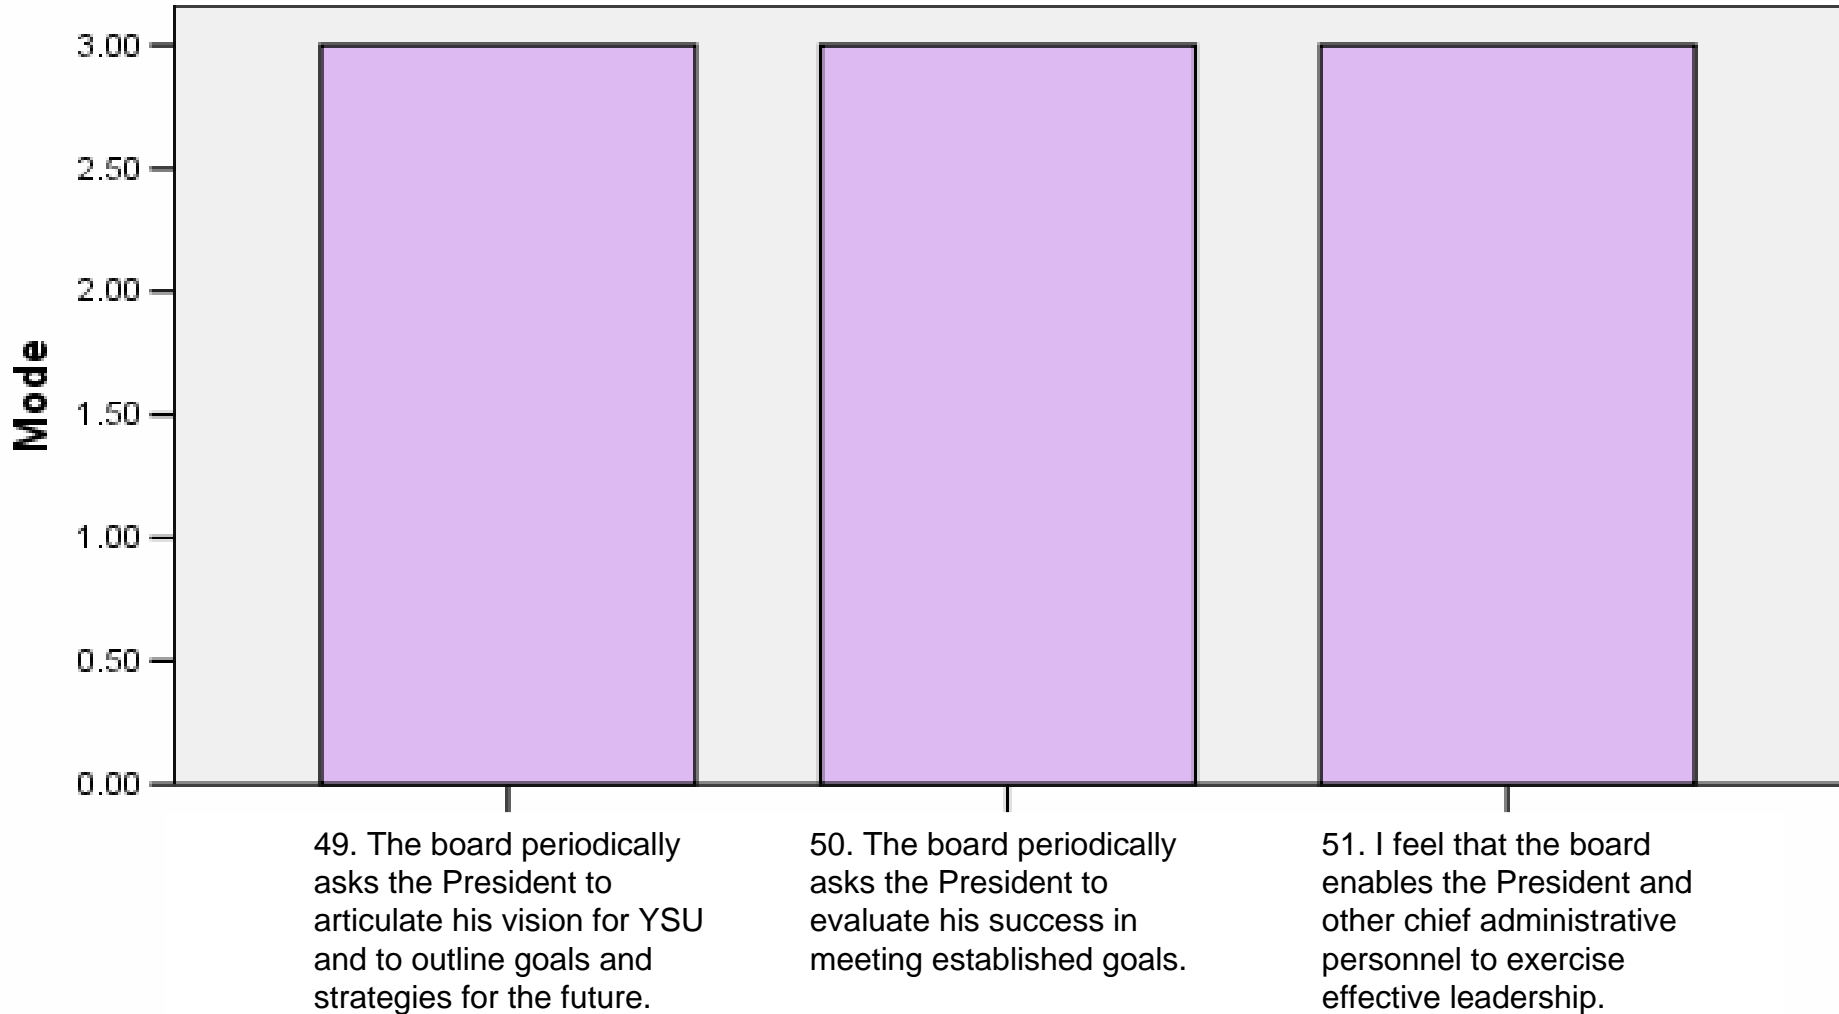 3.00
2.50
2.00
1.50
1.00
0.50
0.00
Mode
49. The board periodically
asks the President to
articulate his vision for YSU
and to outline goals and
strategies for the future.
50. The board periodically
asks the President to
evaluate his success in
meeting established goals.
51. I feel that the board
enables the President and
other chief administrative
personnel to exercise
effective leadership.